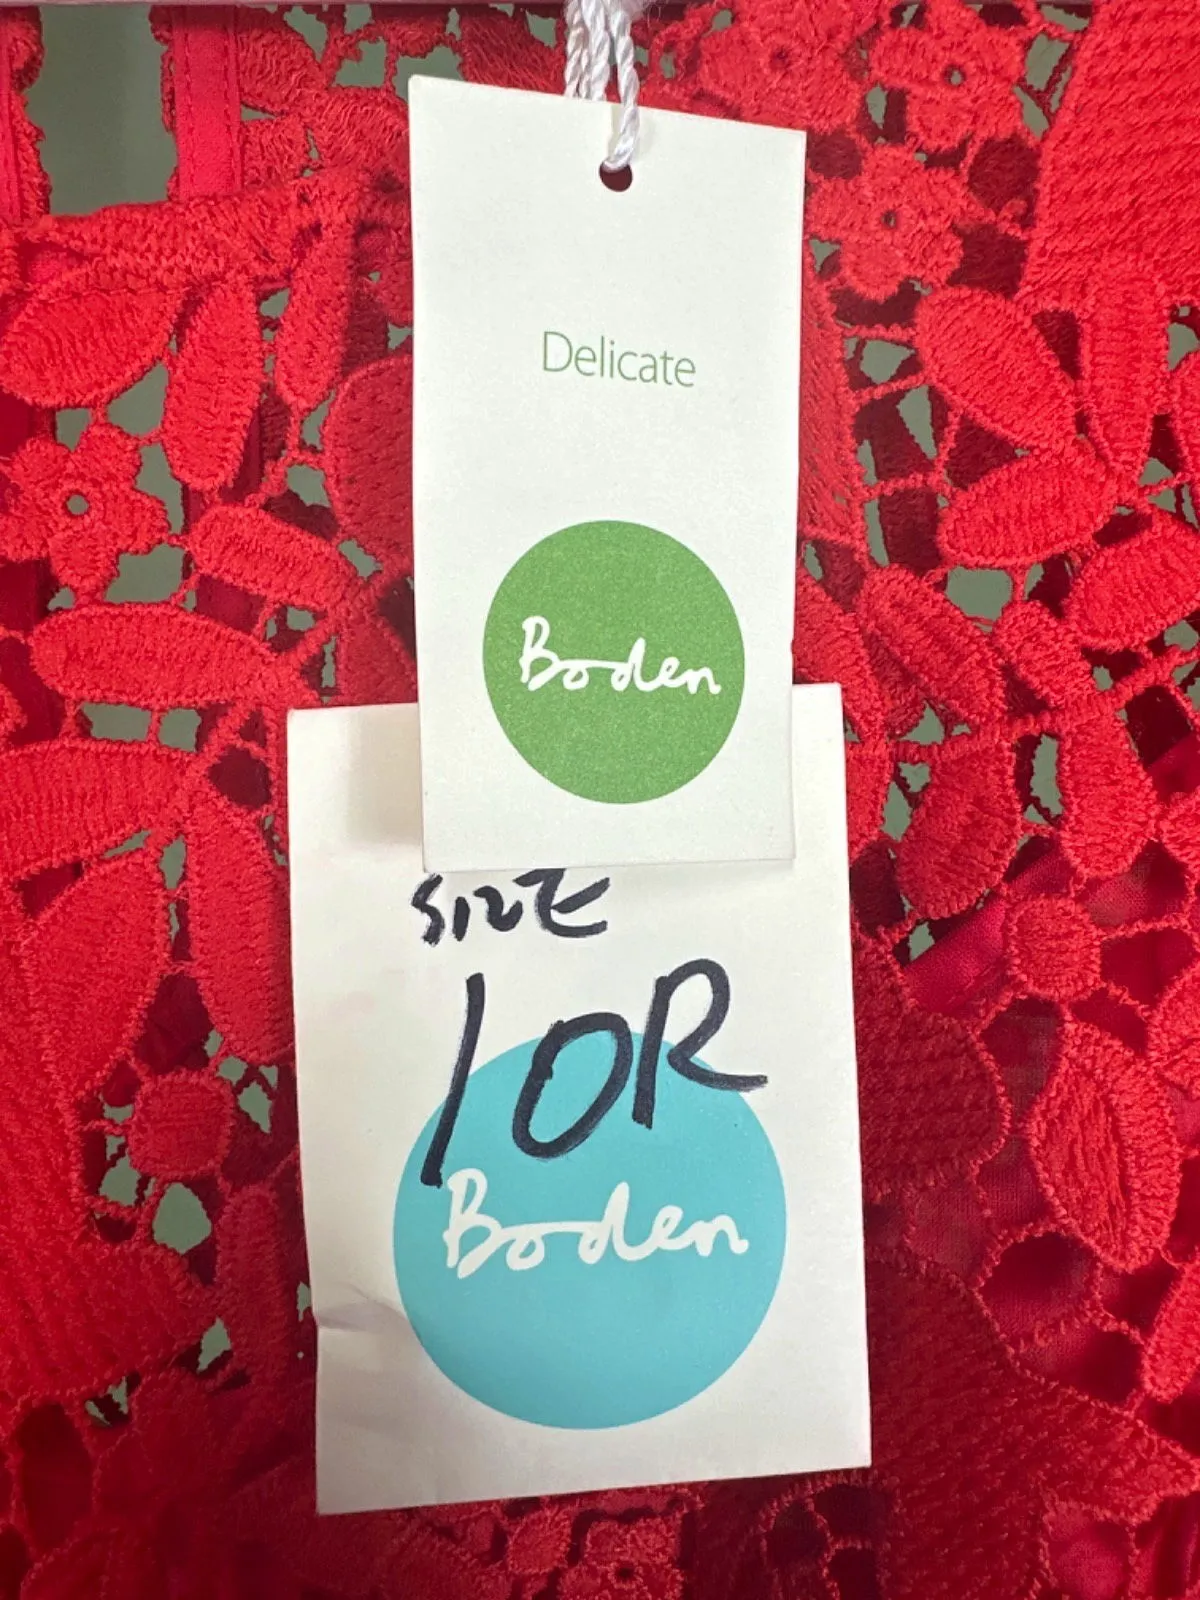 Delicate
Boden
SIZE
10R
Boden